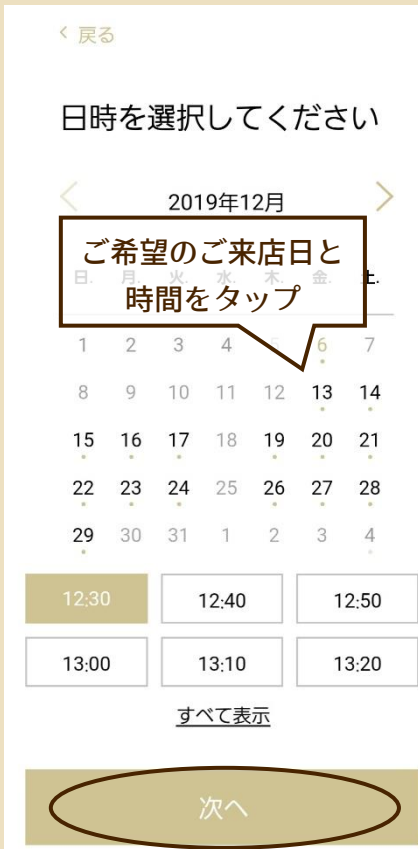 < 戻る
日時を選択してください
< 2019年12月 >
ご希望のご来店日と
時間をタップ
日. 月. 火. 水. 木. 金. 土.
1 2 3 4 5 6 7
8 9 10 11 12 13 14
15 16 17 18 19 20 21
22 23 24 25 26 27 28
29 30 31 1 2 3 4
12:30 12:40 12:50
13:00 13:10 13:20
すべて表示
次へ